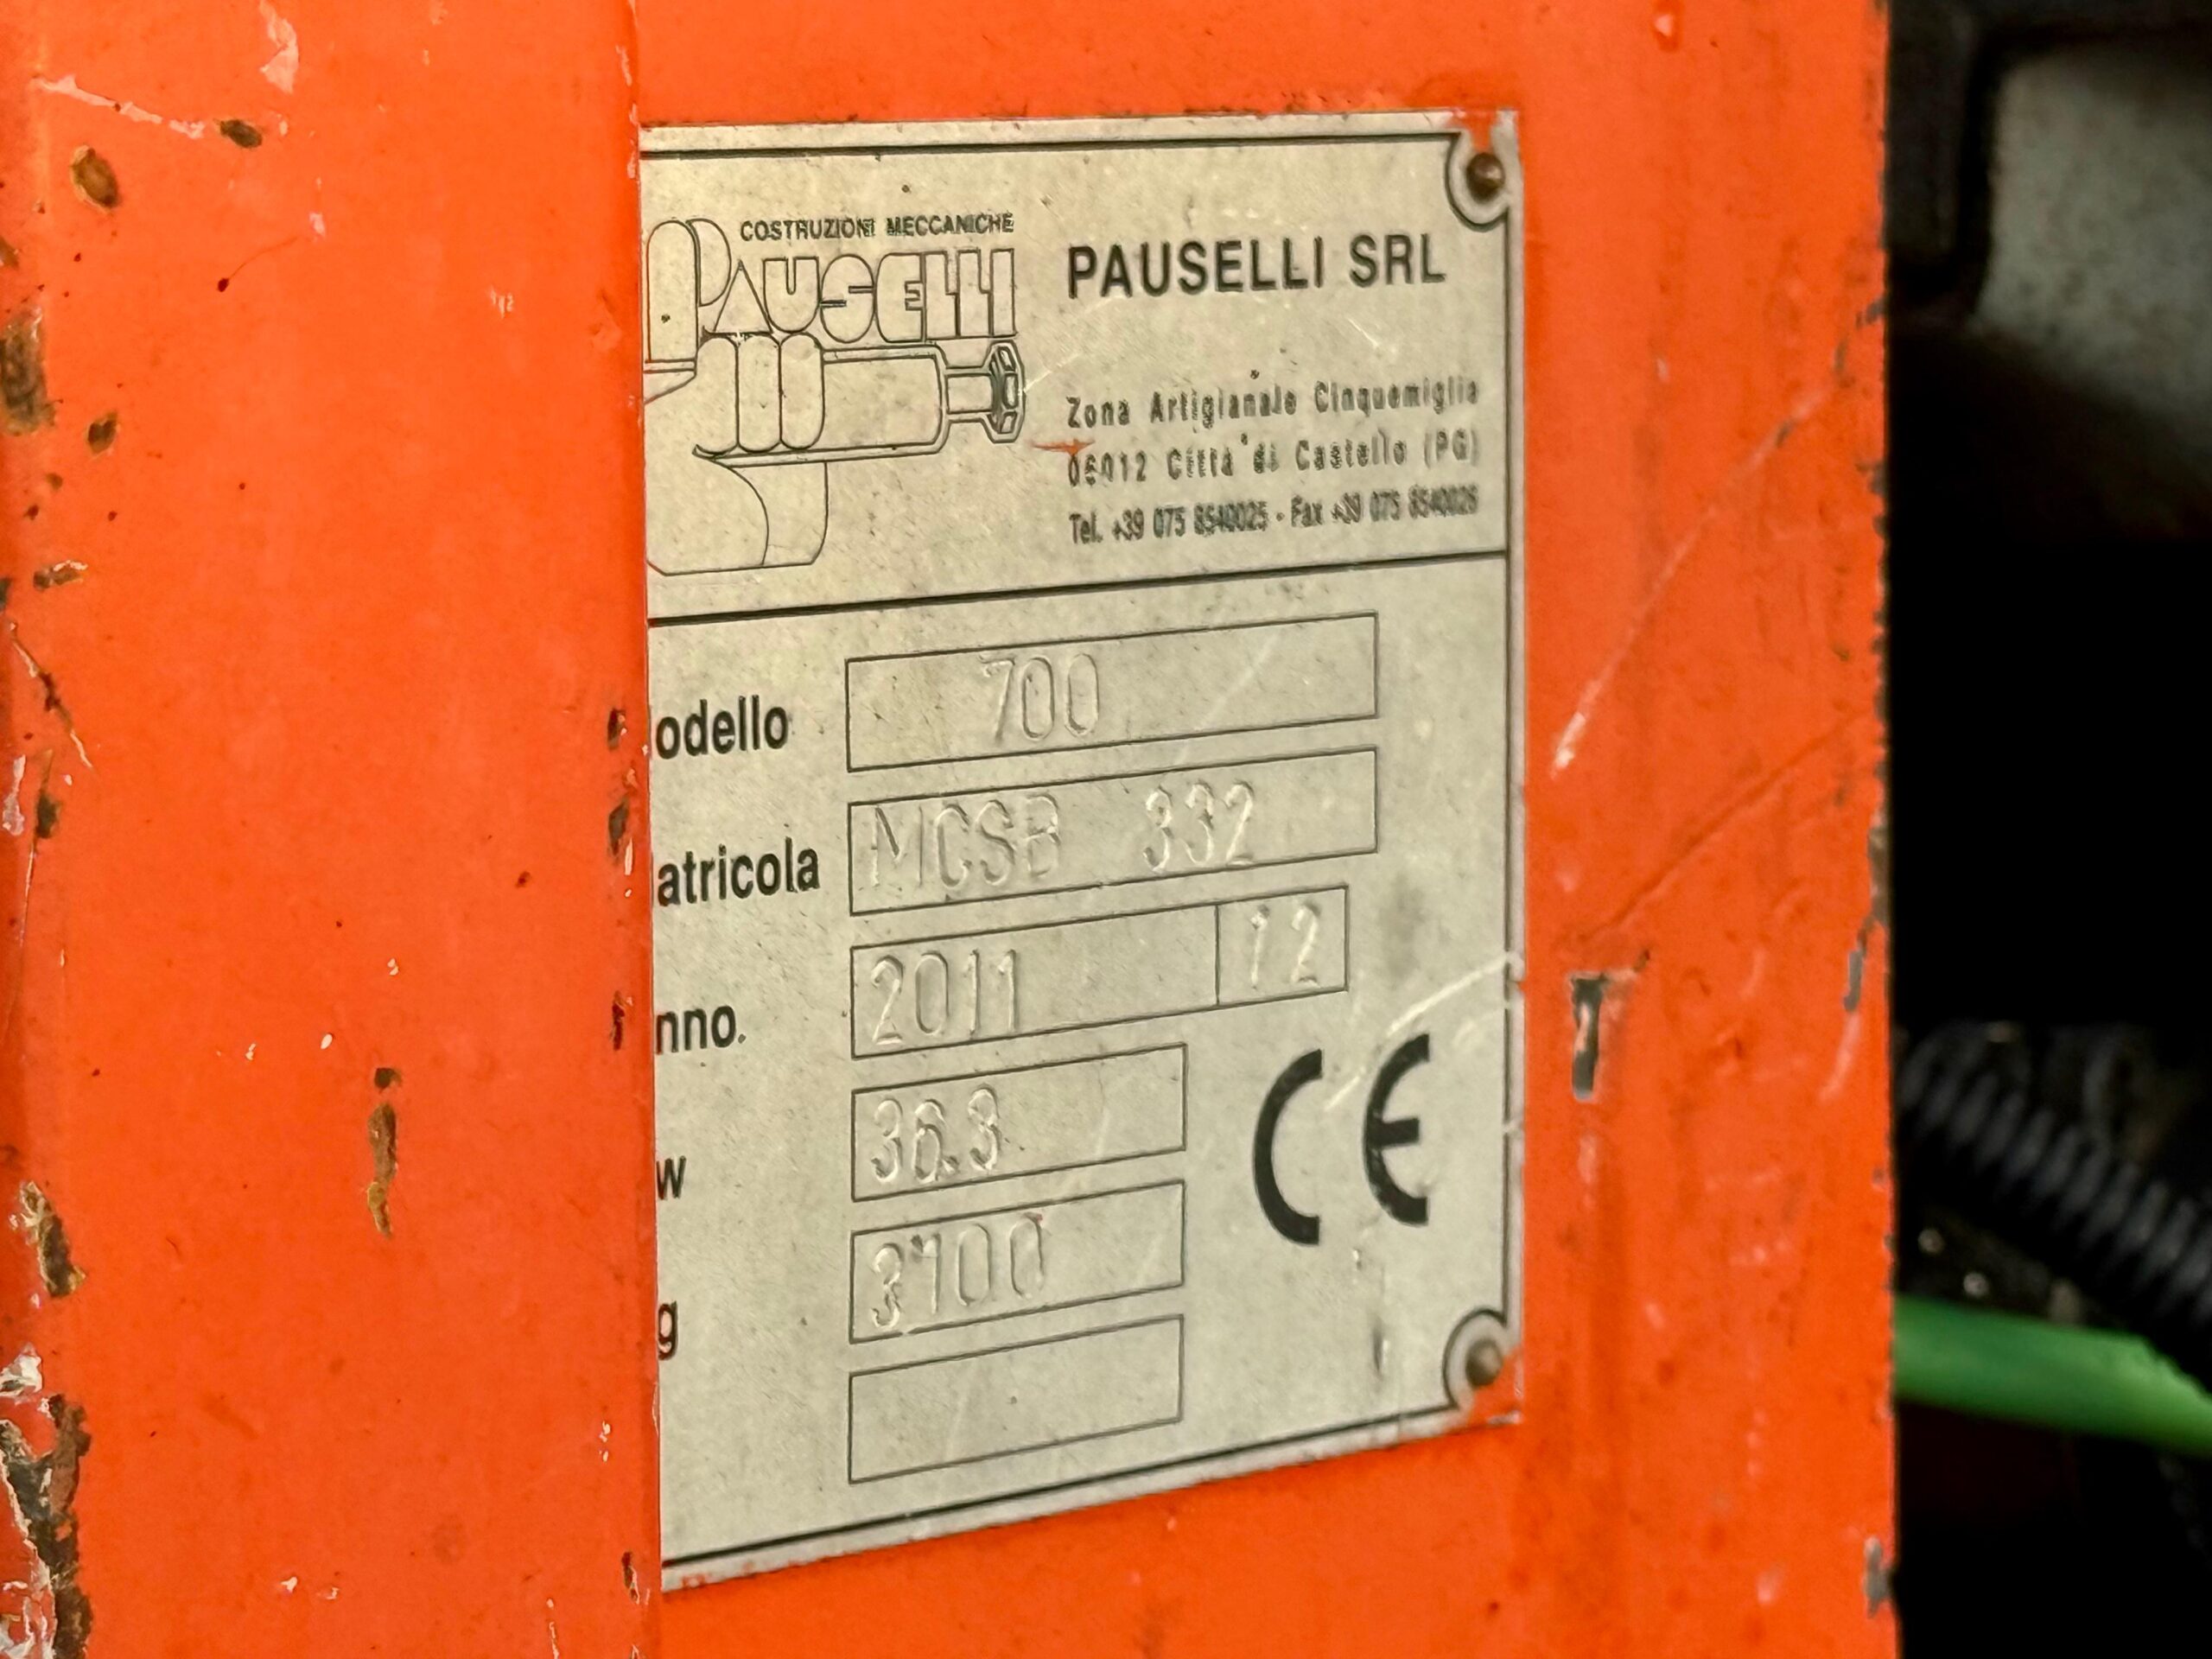 COSTRUZIONI MECCANICHE
PAUSELLI
PAUSELLI SRL
Zona Artigianale Cinquemiglia
06012 Città di Castello (PG)
Tel. +39 075 8540025 - Fax +39 075 8540026
odello 700
atricola MCSB 332
nno. 2011 12
w 36.3
g
CE